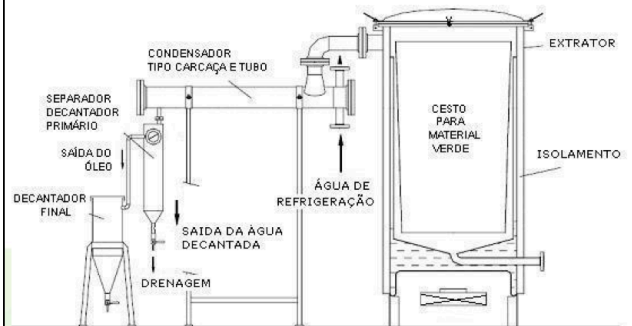 CONDENSADOR
TIPO CARCAÇA E TUBO
SEPARADOR
DECANTADOR
PRIMÁRIO
SAÍDA DO
ÓLEO
DECANTADOR
FINAL
SAIDA DA ÁGUA
DECANTADA
DRENAGEM
ÁGUA DE
REFRIGERAÇÃO
EXTRATOR
CESTO
PARA
MATERIAL
VERDE
ISOLAMENTO